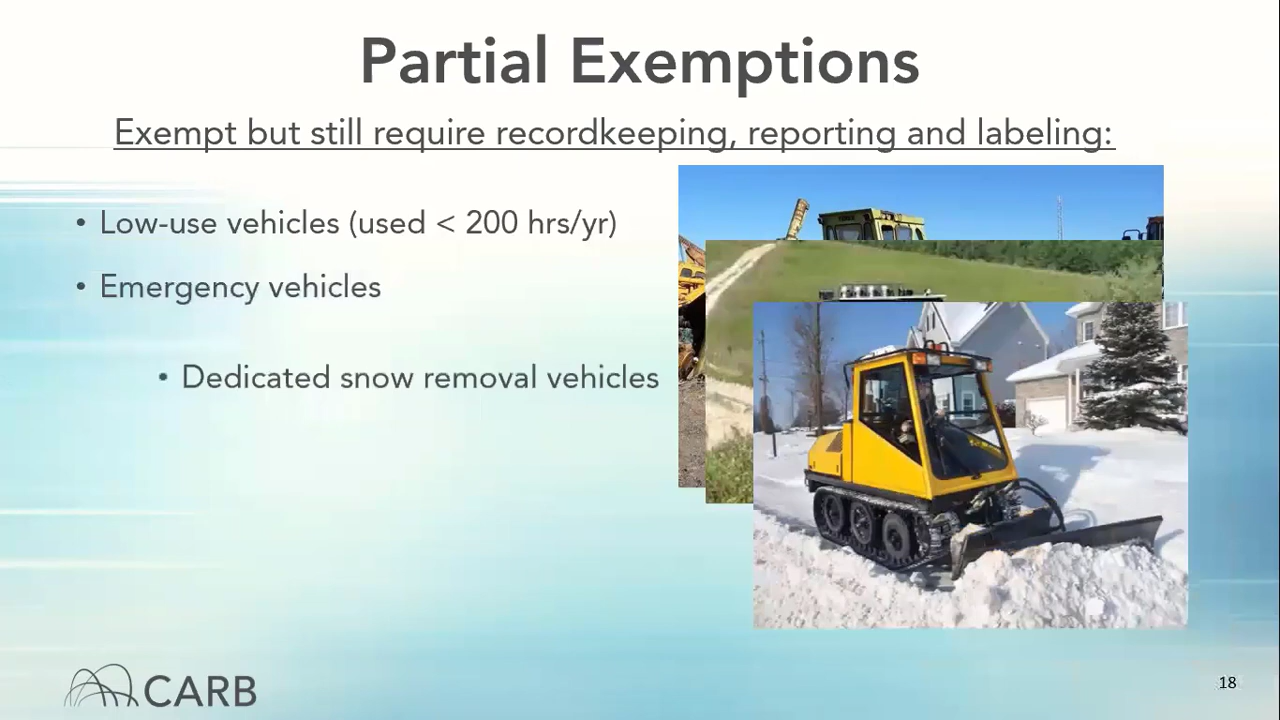 Partial Exemptions
Exempt but still require recordkeeping, reporting and labeling:
• Low-use vehicles (used < 200 hrs/yr)
• Emergency vehicles
• Dedicated snow removal vehicles
CARB
18